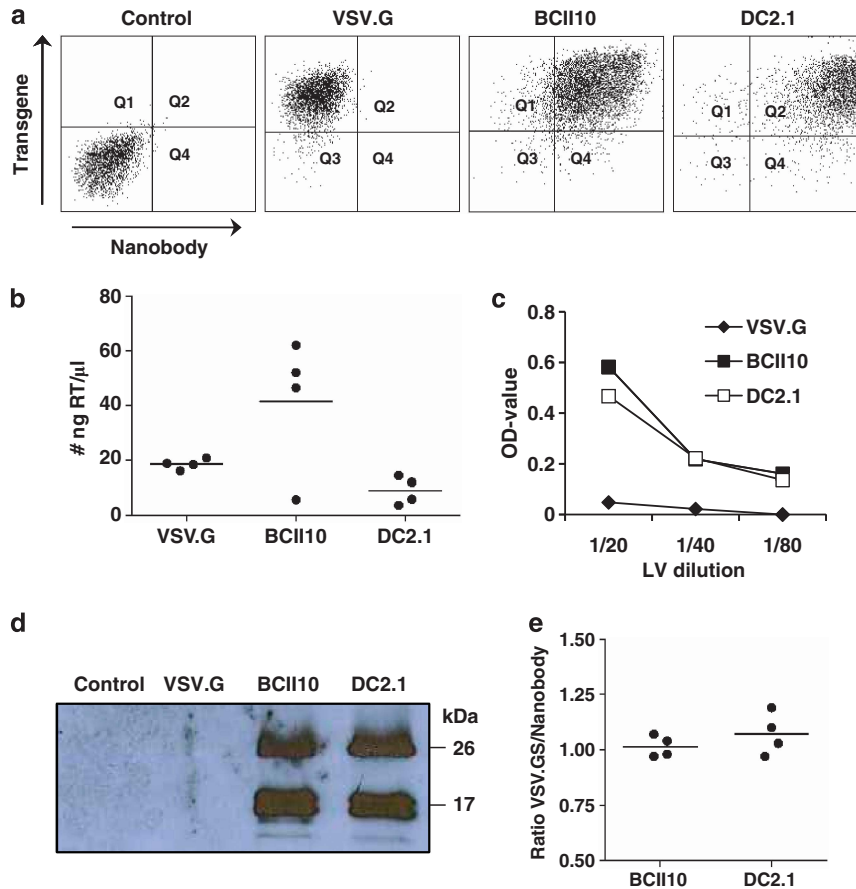 a
Control
VSV.G
BCII10
DC2.1
Transgene
Q1 Q2
Q4
Q2
Q3 Q4
Q1
Q3 Q4
Q1 Q2
Q3 Q4
Nanobody
b
# ng RT/μl
80
60
40
20
0
VSV.G BCII10 DC2.1
c
OD-value
0.8
0.6
0.4
0.2
0
VSV.G
BCII10
DC2.1
1/20 1/40 1/80
LV dilution
d
Control VSV.G BCII10 DC2.1
kDa
26
17
e
Ratio VSV.GS/Nanobody
1.50
1.25
1.00
0.75
0.50
BCII10 DC2.1